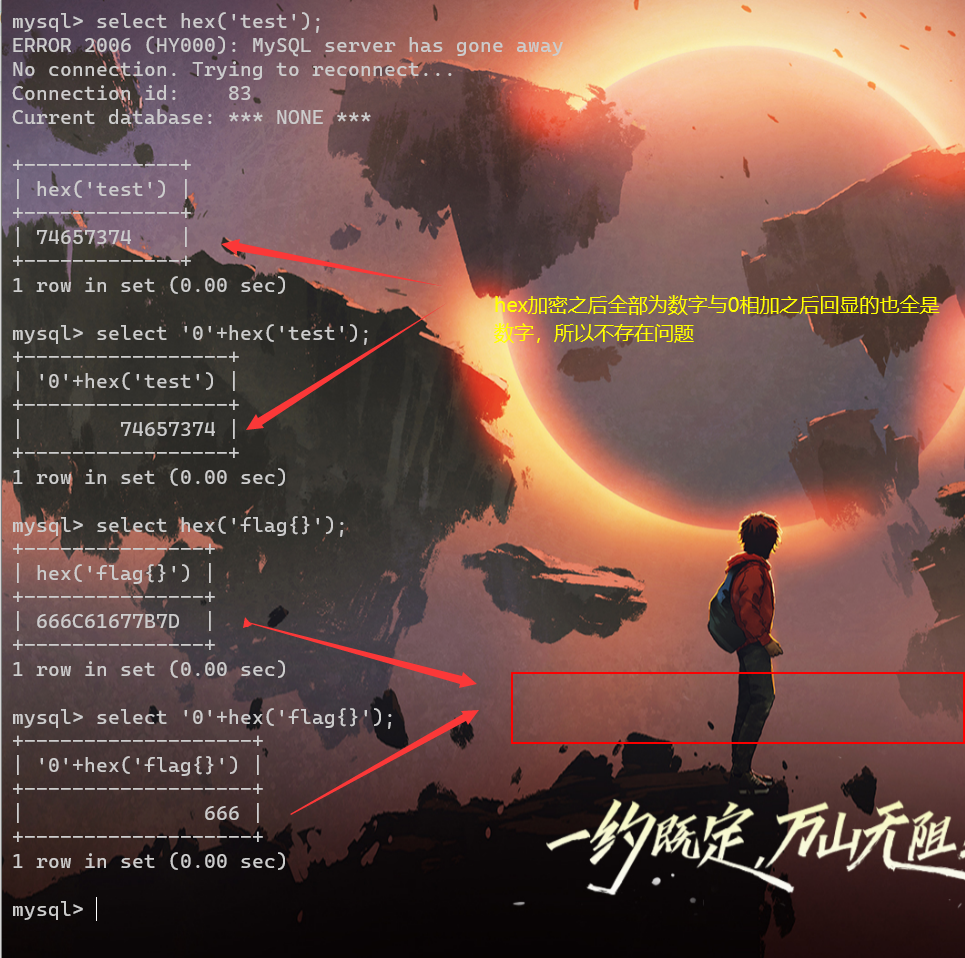 mysql> select hex('test');
ERROR 2006 (HY000): MySQL server has gone away
No connection. Trying to reconnect...
Connection id:    83
Current database: *** NONE ***
+-------------+
| hex('test') |
+-------------+
| 74657374    |
+-------------+
1 row in set (0.00 sec)
hex加密之后全部为数字与0相加之后回显的也全是
数字，所以不存在问题
mysql> select '0'+hex('test');
+-----------------+
| '0'+hex('test') |
+-----------------+
|        74657374 |
+-----------------+
1 row in set (0.00 sec)
mysql> select hex('flag{}');
+---------------+
| hex('flag{}') |
+---------------+
| 666C61677B7D  |
+---------------+
1 row in set (0.00 sec)
mysql> select '0'+hex('flag{}');
+-------------------+
| '0'+hex('flag{}') |
+-------------------+
|               666 |
+-------------------+
1 row in set (0.00 sec)
一约既定,万山无阻
mysql>